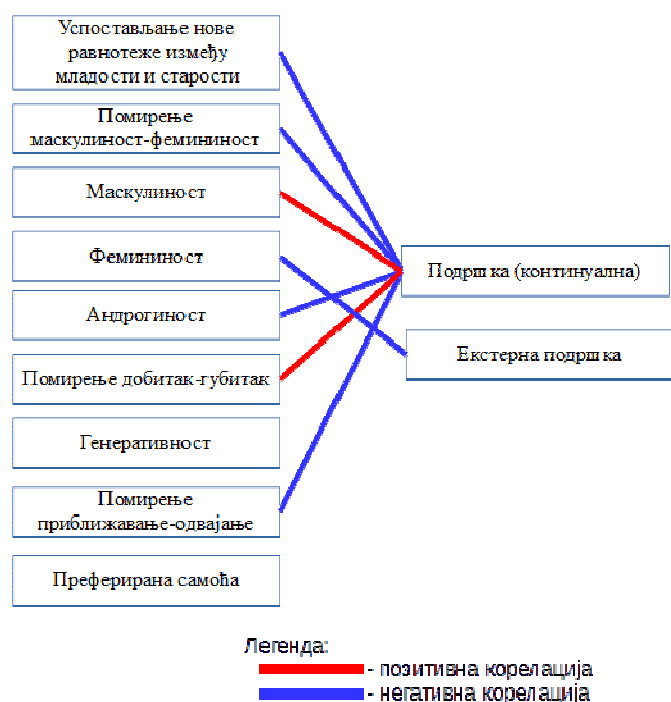 Успостављање нове
равнотеже између
младости и старости
Помирење
маскулиност-фемининост
Маскулиност
Фемининост
Андрогиност
Помирење добитак-губитак
Генеративност
Помирење
приближавање-одвајање
Преферирана самоћа
Подршка (континуална)
Екстерна подршка
Легенда:
- позитивна корелација
- негативна корелација